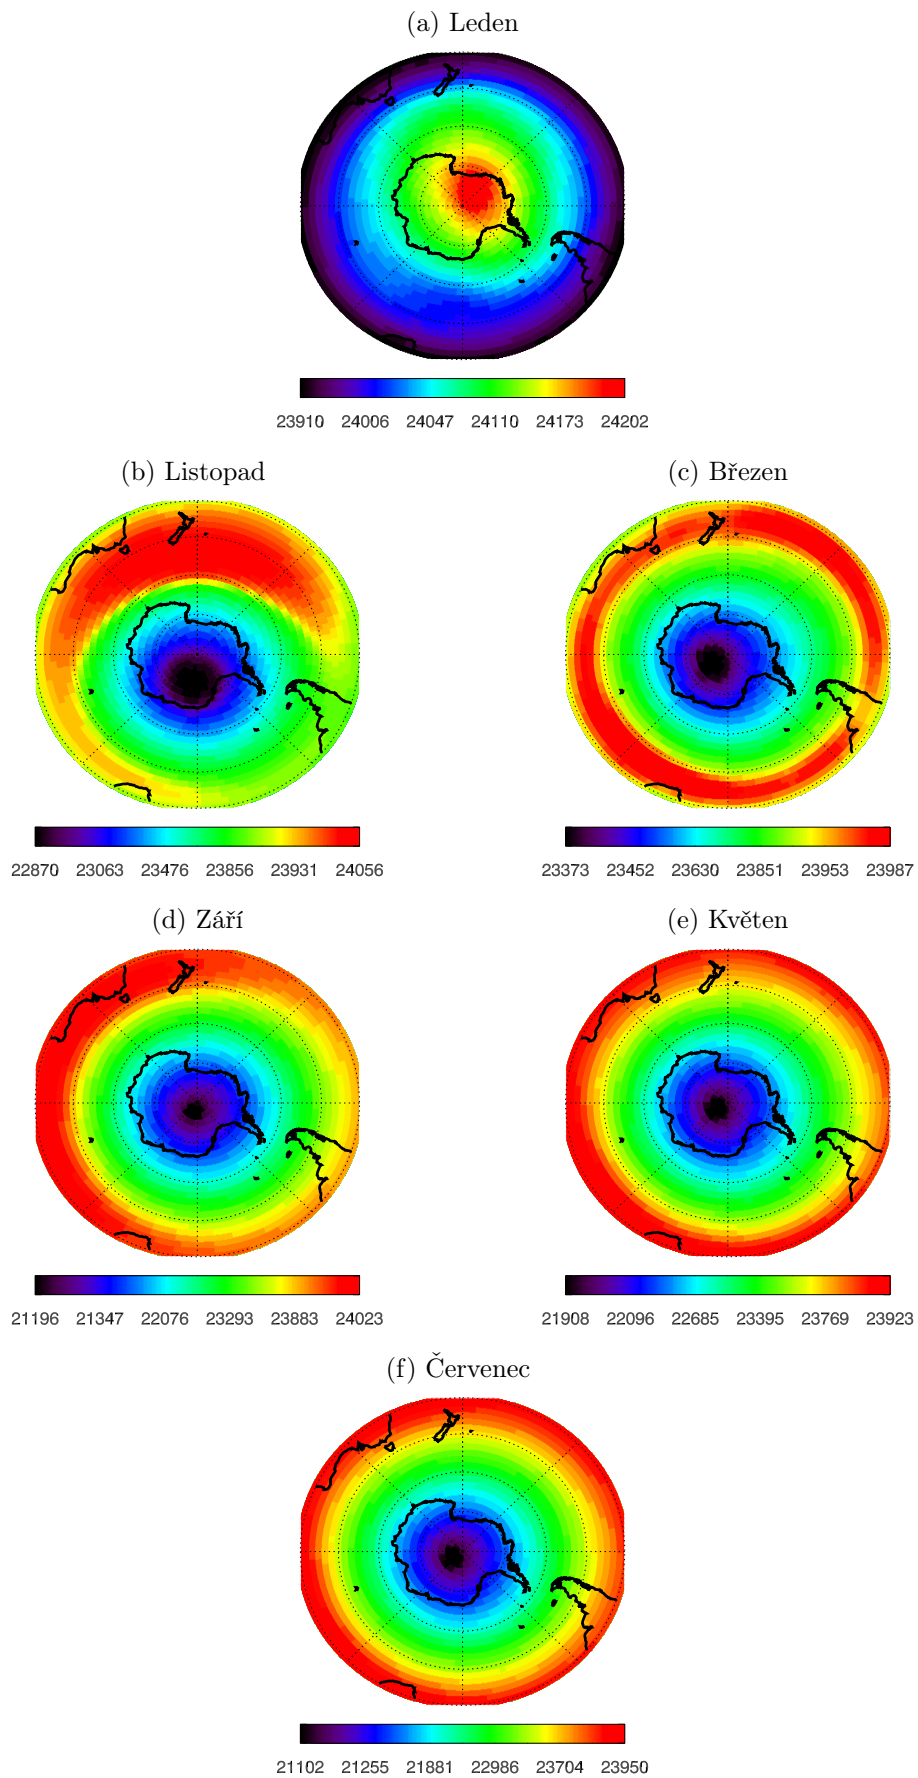 (a) Leden
23910 24006 24047 24110 24173 24202
(b) Listopad
(c) Březen
22870 23063 23476 23856 23931 24056
23373 23452 23630 23851 23953 23987
(d) Září
(e) Květen
21196 21347 22076 23293 23883 24023
21908 22096 22685 23395 23769 23923
(f) Červenec
21102 21255 21881 22986 23704 23950